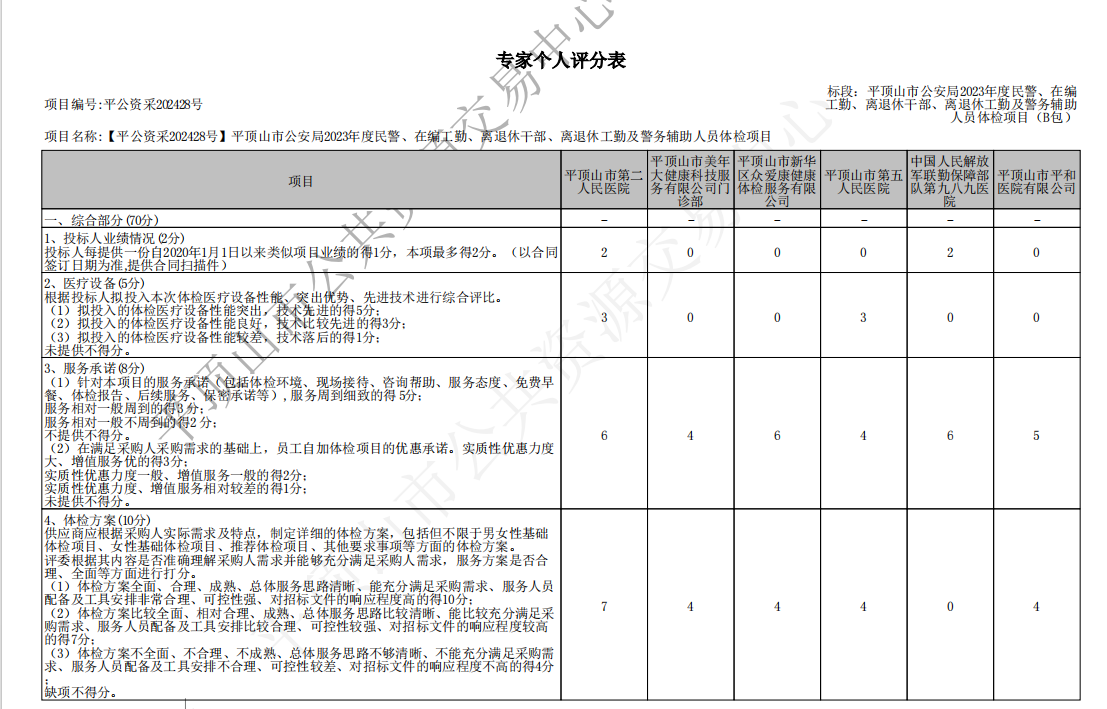 专家个人评分表
项目编号:平公资采202428号
标段：平顶山市公安局2023年度民警、在编
工勤、离退休干部、离退休工勤及警务辅助
人员体检项目（B包）
项目名称:【平公资采202428号】平顶山市公安局2023年度民警、在编工勤、离退休干部、离退休工勤及警务辅助人员体检项目
项目
平顶山市第二
人民医院
平顶山市美年
大健康科技服
务有限公司门
诊部
平顶山市新华
区众爱康健康
体检服务有限
公司
平顶山市第五
人民医院
中国人民解放
军联勤保障部
队第九八九医
院
平顶山市平和
医院有限公司
一、综合部分(70分)
－ － － － － －
1、投标人业绩情况(2分)
投标人每提供一份自2020年1月1日以来类似项目业绩的得1分，本项最多得2分。（以合同
签订日期为准,提供合同扫描件）
2 0 0 0 2 0
2、医疗设备(5分)
根据投标人拟投入本次体检医疗设备性能、突出优势、先进技术进行综合评比。
（1）拟投入的体检医疗设备性能突出，技术先进的得5分；
（2）拟投入的体检医疗设备性能良好，技术比较先进的得3分；
（3）拟投入的体检医疗设备性能较差，技术落后的得1分；
未提供不得分。
3 0 0 3 0 0
3、服务承诺(8分)
（1）针对本项目的服务承诺（包括体检环境、现场接待、咨询帮助、服务态度、免费早
餐、体检报告、后续服务、保密承诺等）,服务周到细致的得 5分；
服务相对一般周到的得3 分；
服务相对一般不周到的得2 分；
不提供不得分。
（2）在满足采购人采购需求的基础上，员工自加体检项目的优惠承诺。实质性优惠力度
大、增值服务优的得3分；
实质性优惠力度一般、增值服务一般的得2分；
实质性优惠力度、增值服务相对较差的得1分；
未提供不得分。
6 4 6 4 6 5
4、体检方案(10分)
供应商应根据采购人实际需求及特点，制定详细的体检方案，包括但不限于男女性基础
体检项目、女性基础体检项目、推荐体检项目、其他要求事项等方面的体检方案。
评委根据其内容是否准确理解采购人需求并能够充分满足采购人需求，服务方案是否合
理、全面等方面进行打分。
（1）体检方案全面、合理、成熟、总体服务思路清晰、能充分满足采购需求、服务人员
配备及工具安排非常合理、可控性强、对招标文件的响应程度高的得10分；
（2）体检方案比较全面、相对合理、成熟、总体服务思路比较清晰、能比较充分满足采
购需求、服务人员配备及工具安排比较合理、可控性较强、对招标文件的响应程度较高
的得7分；
（3）体检方案不全面、不合理、不成熟、总体服务思路不够清晰、不能充分满足采购需
求、服务人员配备及工具安排不合理、可控性较差、对招标文件的响应程度不高的得4分
；
缺项不得分。
7 4 4 4 0 4
平顶山市公共资源交易中心
平顶山市公共资源交易中心